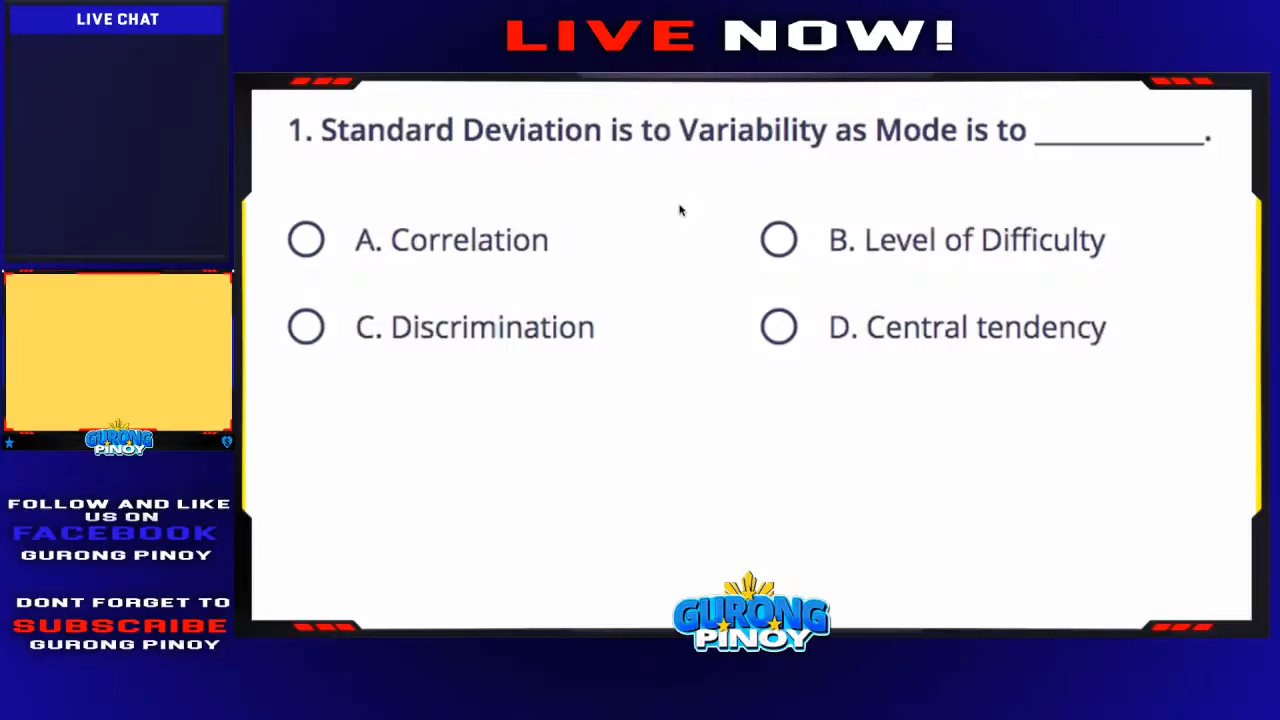 LIVE CHAT
LIVE NOW!
1. Standard Deviation is to Variability as Mode is to ___________.
A. Correlation
B. Level of Difficulty
C. Discrimination
D. Central tendency
GURONG
PINOY
FOLLOW AND LIKE
US ON
FACEBOOK
GURONG PINOY
DONT FORGET TO
SUBSCRIBE
GURONG PINOY
GURONG
PINOY